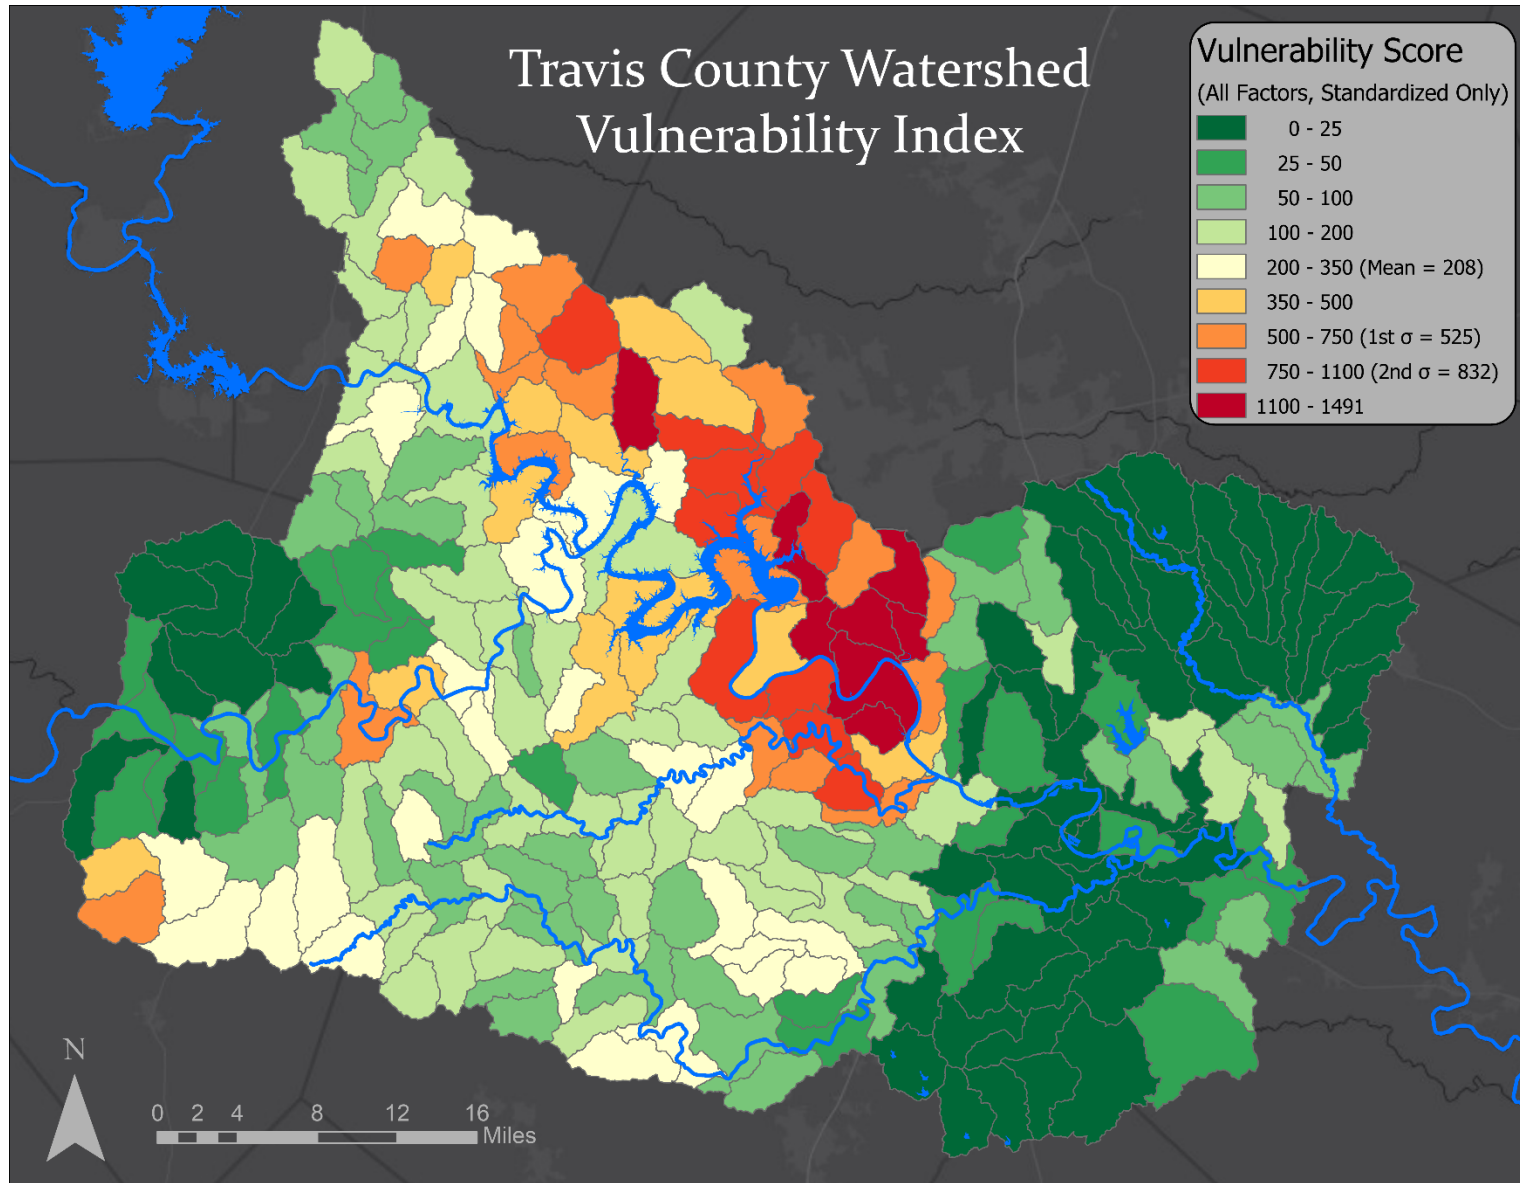 Travis County Watershed
Vulnerability Index
Vulnerability Score
(All Factors, Standardized Only)
0 - 25
25 - 50
50 - 100
100 - 200
200 - 350 (Mean = 208)
350 - 500
500 - 750 (1st σ = 525)
750 - 1100 (2nd σ = 832)
1100 - 1491
N
0 2 4 8 12 16
Miles